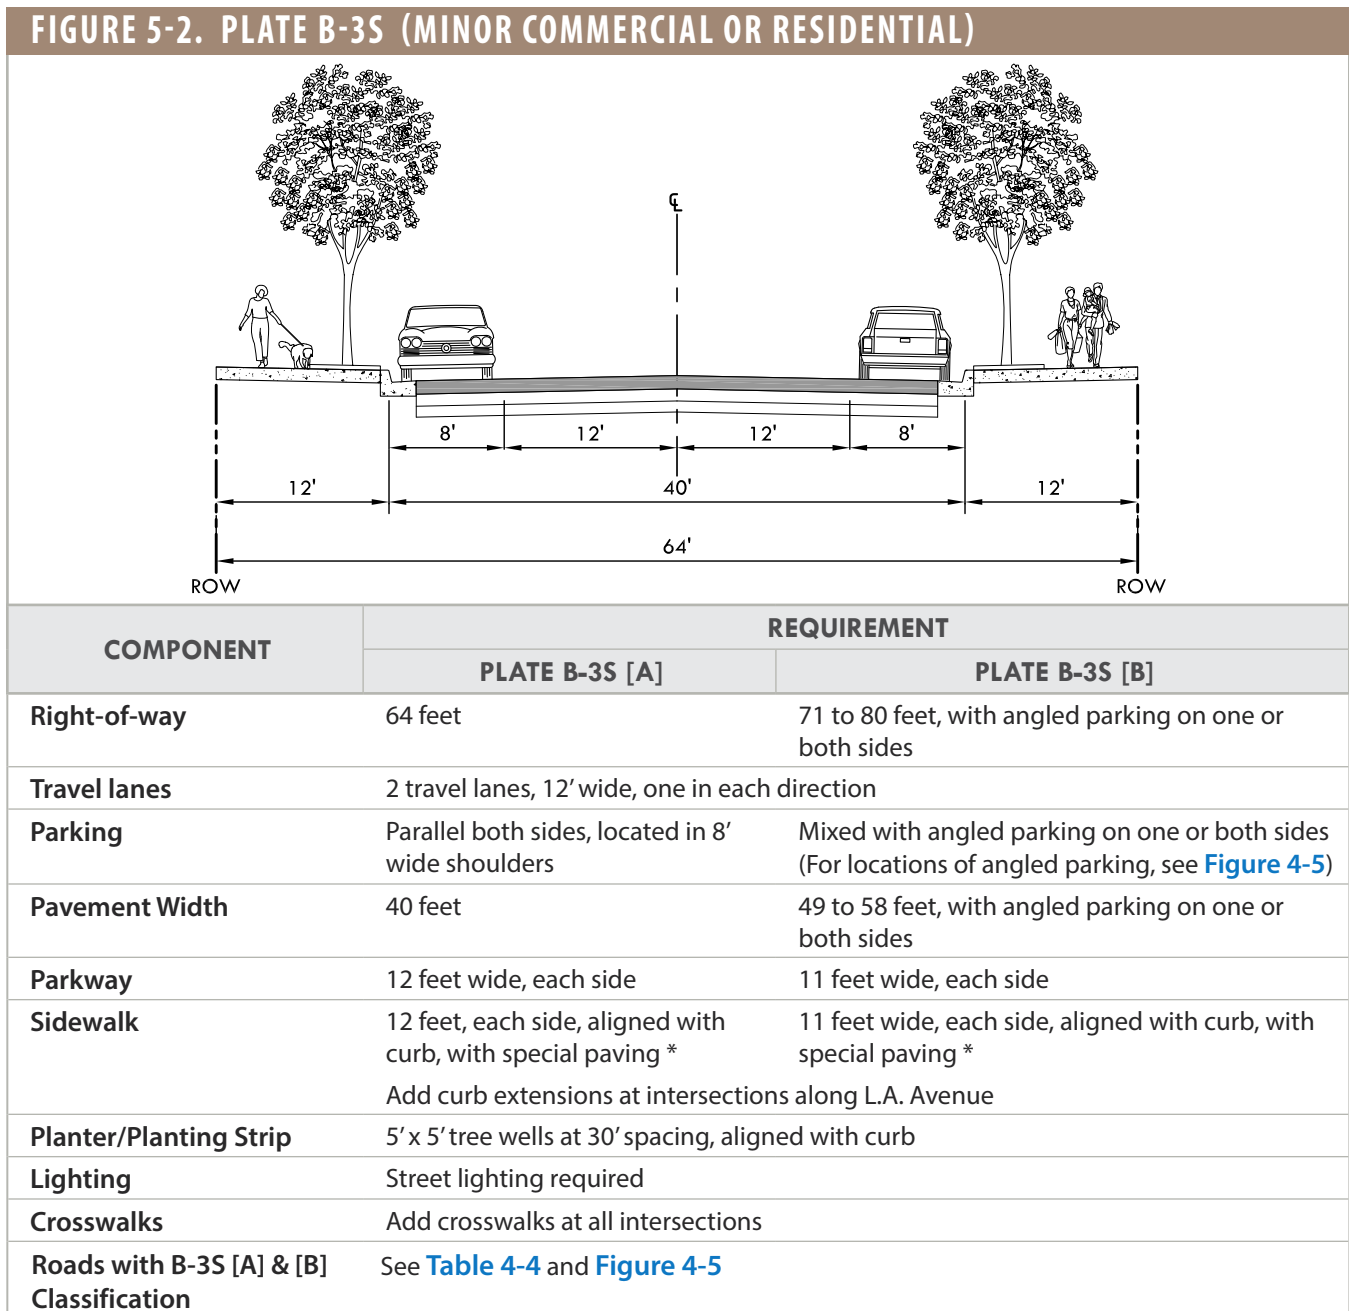 FIGURE 5-2. PLATE B-3S (MINOR COMMERCIAL OR RESIDENTIAL)
℄
8' 12' 12' 8'
12' 40' 12'
64'
ROW ROW
COMPONENT
REQUIREMENT
PLATE B-3S [A] PLATE B-3S [B]
Right-of-way
64 feet
71 to 80 feet, with angled parking on one or
both sides
Travel lanes
2 travel lanes, 12' wide, one in each direction
Parking
Parallel both sides, located in 8'
wide shoulders
Mixed with angled parking on one or both sides
(For locations of angled parking, see Figure 4-5)
Pavement Width
40 feet
49 to 58 feet, with angled parking on one or
both sides
Parkway
12 feet wide, each side
11 feet wide, each side
Sidewalk
12 feet, each side, aligned with
curb, with special paving *
11 feet wide, each side, aligned with curb, with
special paving *
Add curb extensions at intersections along L.A. Avenue
Planter/Planting Strip
5' x 5' tree wells at 30' spacing, aligned with curb
Lighting
Street lighting required
Crosswalks
Add crosswalks at all intersections
Roads with B-3S [A] & [B]
Classification
See Table 4-4 and Figure 4-5